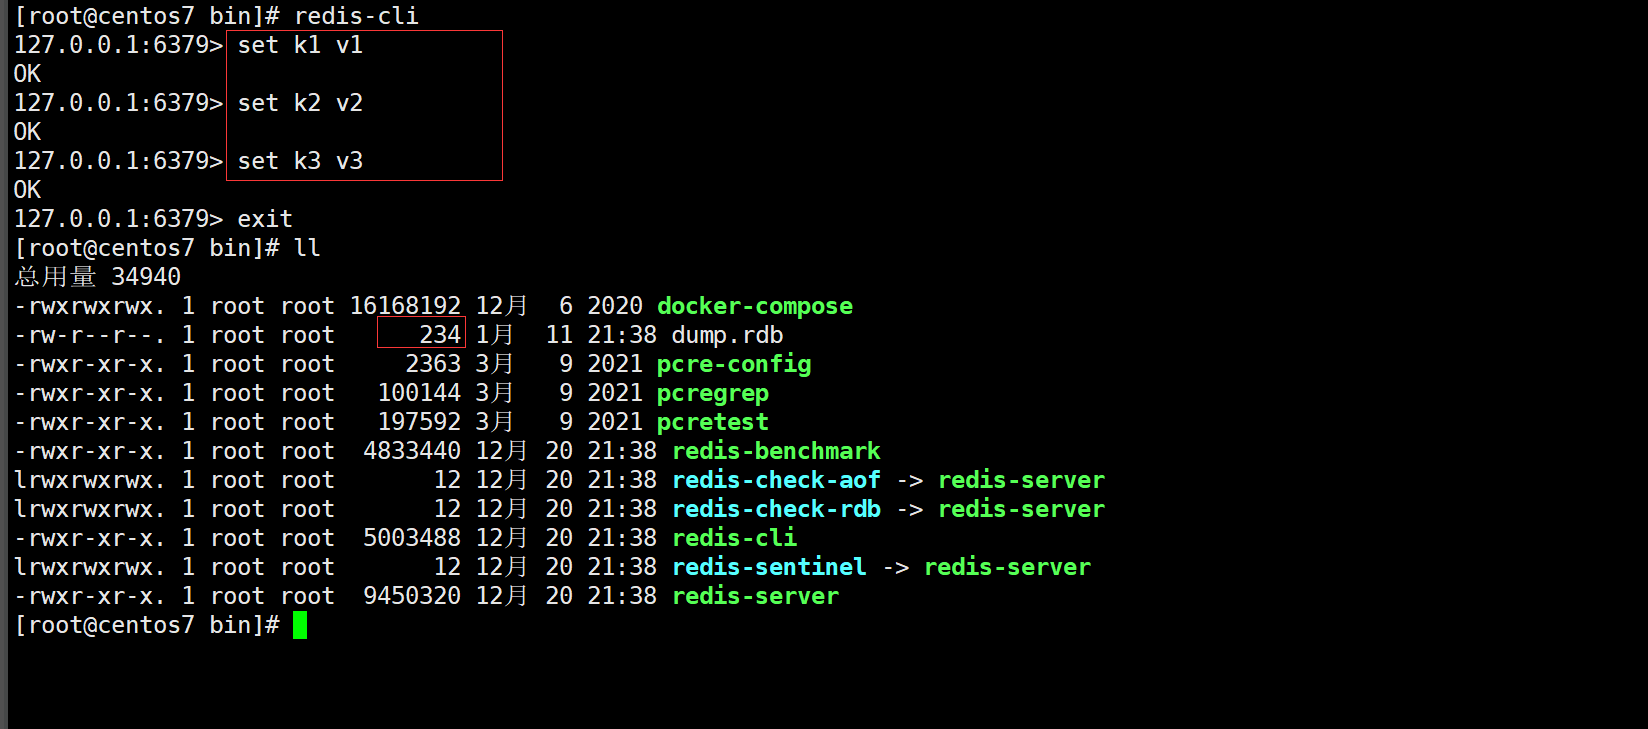 [root@centos7 bin]# redis-cli
127.0.0.1:6379> set k1 v1
OK
127.0.0.1:6379> set k2 v2
OK
127.0.0.1:6379> set k3 v3
OK
127.0.0.1:6379> exit
[root@centos7 bin]# ll
总用量 34940
-rwxrwxrwx. 1 root root 16168192 12月  6 2020 docker-compose
-rw-r--r--. 1 root root      234 1月  11 21:38 dump.rdb
-rwxr-xr-x. 1 root root     2363 3月   9 2021 pcre-config
-rwxr-xr-x. 1 root root   100144 3月   9 2021 pcregrep
-rwxr-xr-x. 1 root root   197592 3月   9 2021 pcretest
-rwxr-xr-x. 1 root root  4833440 12月 20 21:38 redis-benchmark
lrwxrwxrwx. 1 root root       12 12月 20 21:38 redis-check-aof -> redis-server
lrwxrwxrwx. 1 root root       12 12月 20 21:38 redis-check-rdb -> redis-server
-rwxr-xr-x. 1 root root  5003488 12月 20 21:38 redis-cli
lrwxrwxrwx. 1 root root       12 12月 20 21:38 redis-sentinel -> redis-server
-rwxr-xr-x. 1 root root  9450320 12月 20 21:38 redis-server
[root@centos7 bin]#